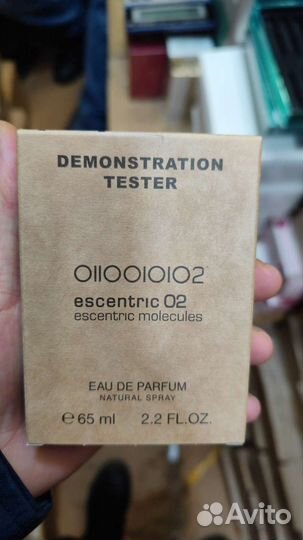 DEMONSTRATION
TESTER
0110010102
escentric 02
escentric molecules
EAU DE PARFUM
NATURAL SPRAY
℮ 65 ml 2.2 FL.OZ.
Avito